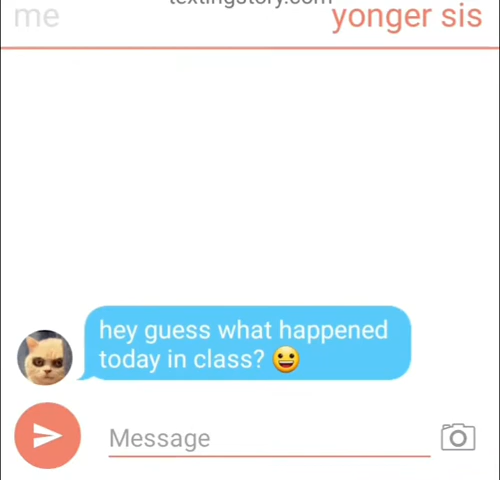 me
textingstory.com
yonger sis
hey guess what happened
today in class? 😀
Message